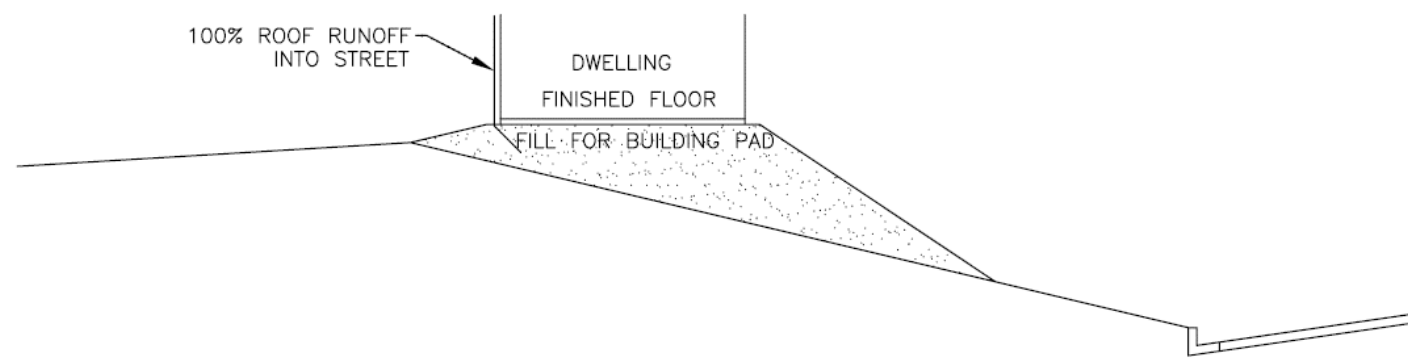 100% ROOF RUNOFF
INTO STREET
DWELLING
FINISHED FLOOR
FILL FOR BUILDING PAD